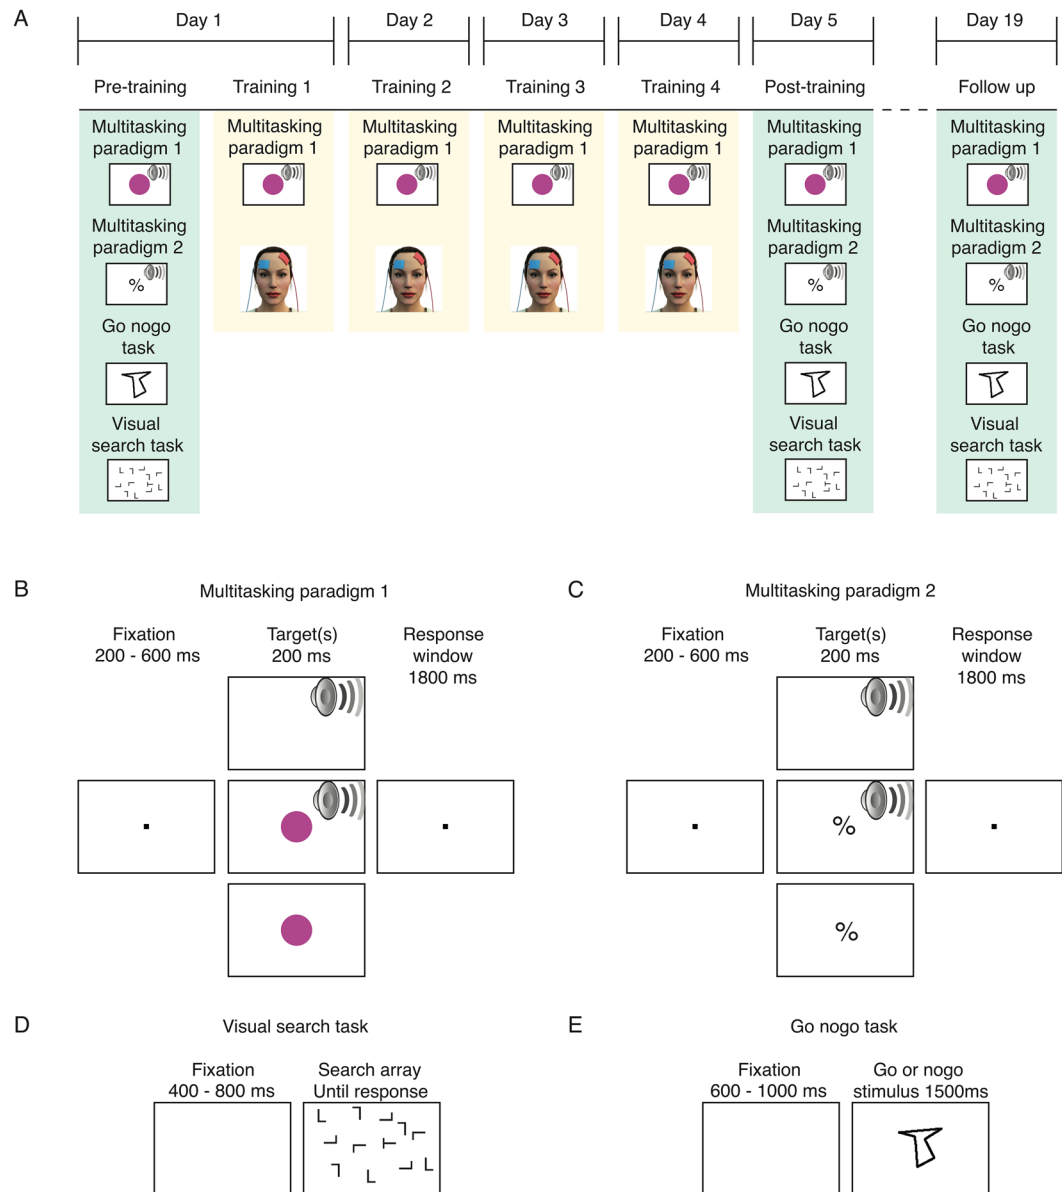 A
Day 1
Day 2
Day 3
Day 4
Day 5
Day 19
Pre-training
Training 1
Training 2
Training 3
Training 4
Post-training
Follow up
Multitasking
paradigm 1
Multitasking
paradigm 1
Multitasking
paradigm 1
Multitasking
paradigm 1
Multitasking
paradigm 1
Multitasking
paradigm 1
Multitasking
paradigm 1
Multitasking
paradigm 2
%
Multitasking
paradigm 2
%
Multitasking
paradigm 2
%
Go nogo
task
Go nogo
task
Go nogo
task
Visual
search task
Visual
search task
Visual
search task
B
Multitasking paradigm 1
Fixation
200 - 600 ms
Target(s)
200 ms
Response
window
1800 ms
C
Multitasking paradigm 2
Fixation
200 - 600 ms
Target(s)
200 ms
Response
window
1800 ms
%
%
D
Visual search task
Fixation
400 - 800 ms
Search array
Until response
E
Go nogo task
Fixation
600 - 1000 ms
Go or nogo
stimulus 1500ms